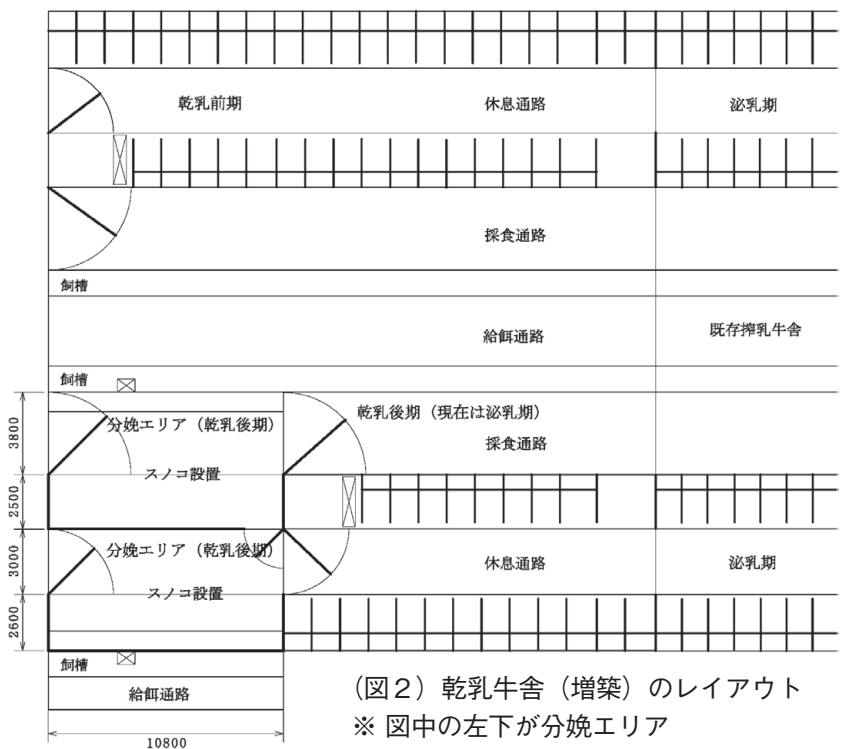 乾乳前期
休息通路
泌乳期
採食通路
飼槽
給餌通路
既存搾乳牛舎
飼槽
分娩エリア（乾乳後期）
乾乳後期（現在は泌乳期）
採食通路
3800
スノコ設置
2500
分娩エリア（乾乳後期）
休息通路
泌乳期
3000
スノコ設置
2600
飼槽
給餌通路
10800
（図２）乾乳牛舎（増築）のレイアウト
※ 図中の左下が分娩エリア